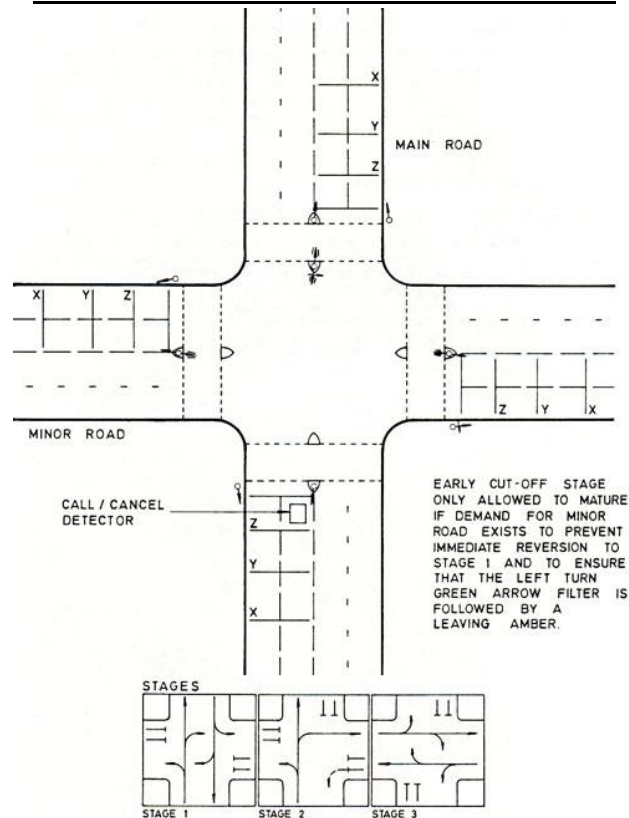 X
Y
MAIN ROAD
Z
X Y Z
Z Y X
MINOR ROAD
CALL / CANCEL
DETECTOR
Z
Y
X
EARLY CUT-OFF STAGE
ONLY ALLOWED TO MATURE
IF DEMAND FOR MINOR
ROAD EXISTS TO PREVENT
IMMEDIATE REVERSION TO
STAGE 1 AND TO ENSURE
THAT THE LEFT TURN
GREEN ARROW FILTER IS
FOLLOWED BY A
LEAVING AMBER.
STAGES
STAGE 1 STAGE 2 STAGE 3